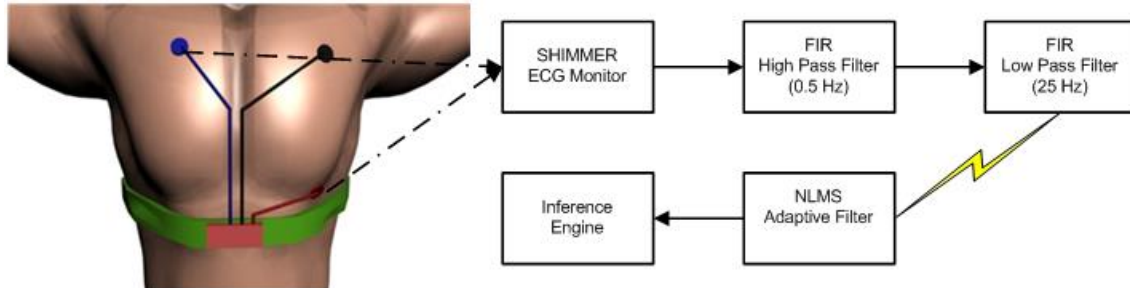 SHIMMER
ECG Monitor
FIR
High Pass Filter
(0.5 Hz)
FIR
Low Pass Filter
(25 Hz)
Inference
Engine
NLMS
Adaptive Filter